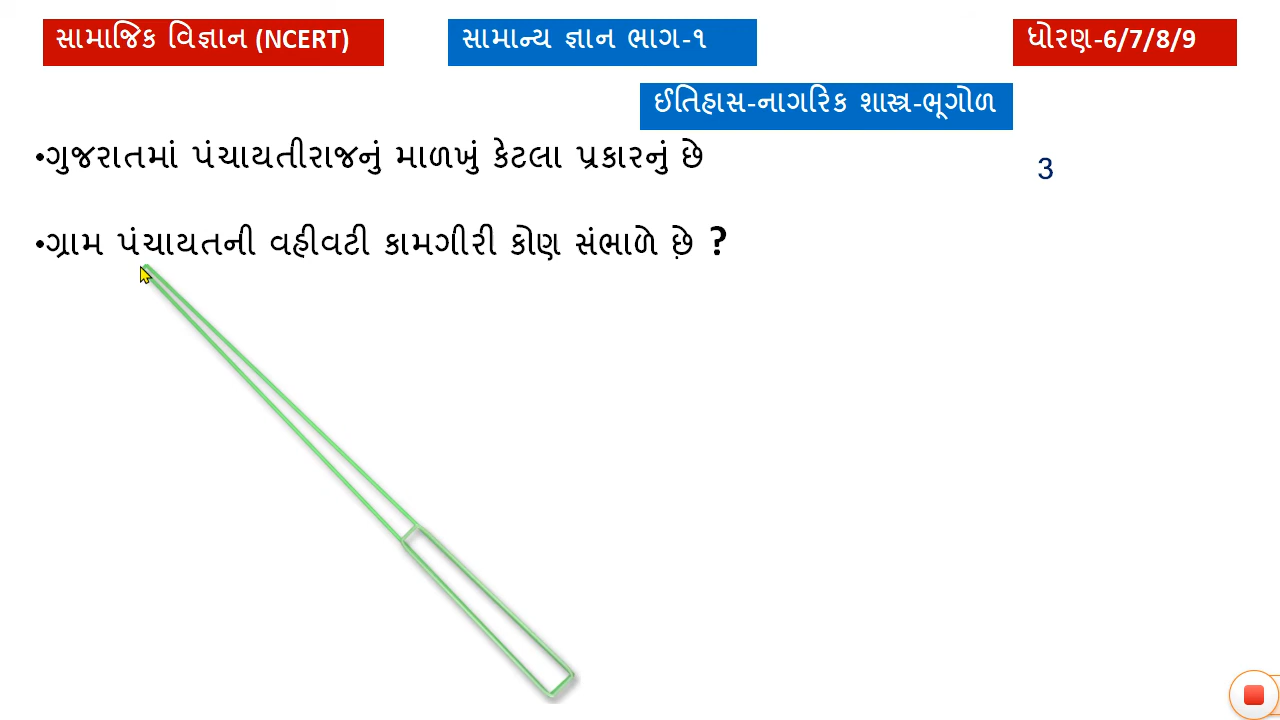 સામાજિક વિજ્ઞાન (NCERT)
સામાન્ય જ્ઞાન ભાગ-૧
ધોરણ-6/7/8/9
ઈતિહાસ-નાગરિક શાસ્ત્ર-ભૂગોળ
•ગુજરાતમાં પંચાયતીરાજનું માળખું કેટલા પ્રકારનું છે
3
•ગ્રામ પંચાયતની વહીવટી કામગીરી કોણ સંભાળે છે ?